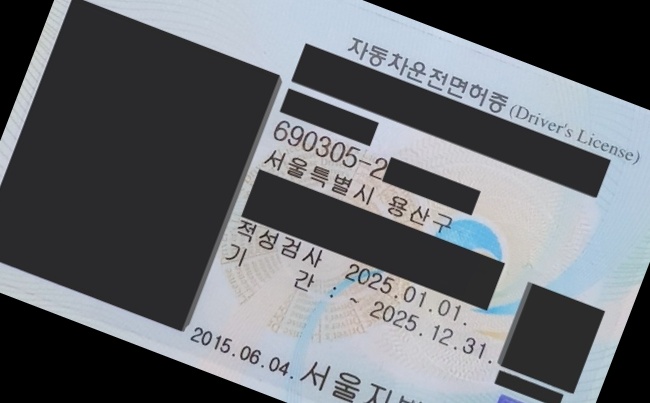 자동차운전면허증 (Driver's License)
690305-2
서울특별시 용산구
적성검사 2025.01.01.
기 간 : ~ 2025.12.31.
2015.06.04.